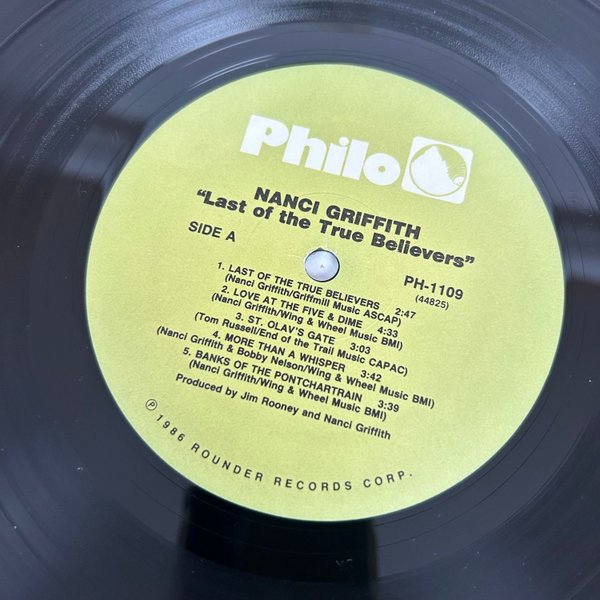 Philo
NANCI GRIFFITH
"Last of the True Believers"
SIDE A
PH-1109
(44825)
1. LAST OF THE TRUE BELIEVERS 2:47
(Nanci Griffith/Griffmill Music ASCAP)
2. LOVE AT THE FIVE & DIME 4:33
(Nanci Griffith/Wing & Wheel Music BMI)
3. ST. OLAV'S GATE 3:03
(Tom Russell/End of the Trail Music CAPAC)
4. MORE THAN A WHISPER 3:42
(Nanci Griffith & Bobby Nelson/Wing & Wheel Music BMI)
5. BANKS OF THE PONTCHARTRAIN 3:39
(Nanci Griffith/Wing & Wheel Music BMI)
Produced by Jim Rooney and Nanci Griffith
℗ 1986 ROUNDER RECORDS CORP.